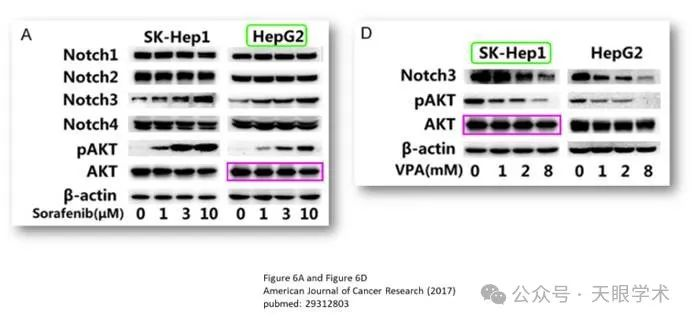 A
SK-Hep1 HepG2
Notch1
Notch2
Notch3
Notch4
pAKT
AKT
β-actin
Sorafenib(μM) 0 1 3 10 0 1 3 10
D
SK-Hep1 HepG2
Notch3
pAKT
AKT
β-actin
VPA(mM) 0 1 2 8 0 1 2 8
Figure 6A and Figure 6D
American Journal of Cancer Research (2017)
pubmed: 29312803
公众号 · 天眼学术